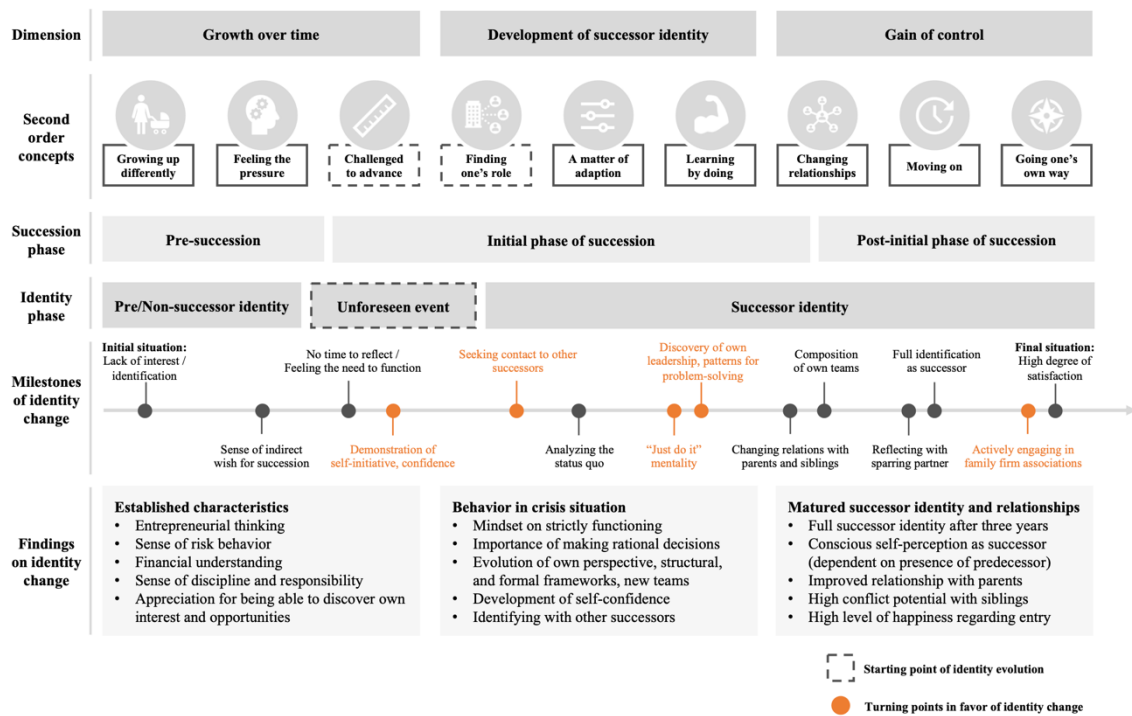 Dimension
Growth over time
Development of successor identity
Gain of control
Second
order
concepts
Growing up
differently
Feeling the
pressure
Challenged
to advance
Finding
one's role
A matter of
adaption
Learning
by doing
Changing
relationships
Moving on
Going one's
own way
Succession
phase
Pre-succession
Initial phase of succession
Post-initial phase of succession
Identity
phase
Pre/Non-successor identity
Unforeseen event
Successor identity
Milestones
of identity
change
Initial situation:
Lack of interest /
identification
Sense of indirect
wish for succession
No time to reflect /
Feeling the need to function
Demonstration of
self-initiative, confidence
Seeking contact to other
successors
Analyzing the
status quo
"Just do it"
mentality
Discovery of own
leadership, patterns for
problem-solving
Changing relations with
parents and siblings
Composition
of own teams
Reflecting with
sparring partner
Full identification
as successor
Actively engaging in
family firm associations
Final situation:
High degree of
satisfaction
Findings
on identity
change
Established characteristics
• Entrepreneurial thinking
• Sense of risk behavior
• Financial understanding
• Sense of discipline and responsibility
• Appreciation for being able to discover own
interest and opportunities
Behavior in crisis situation
• Mindset on strictly functioning
• Importance of making rational decisions
• Evolution of own perspective, structural,
and formal frameworks, new teams
• Development of self-confidence
• Identifying with other successors
Matured successor identity and relationships
• Full successor identity after three years
• Conscious self-perception as successor
(dependent on presence of predecessor)
• Improved relationship with parents
• High conflict potential with siblings
• High level of happiness regarding entry
Starting point of identity evolution
Turning points in favor of identity change